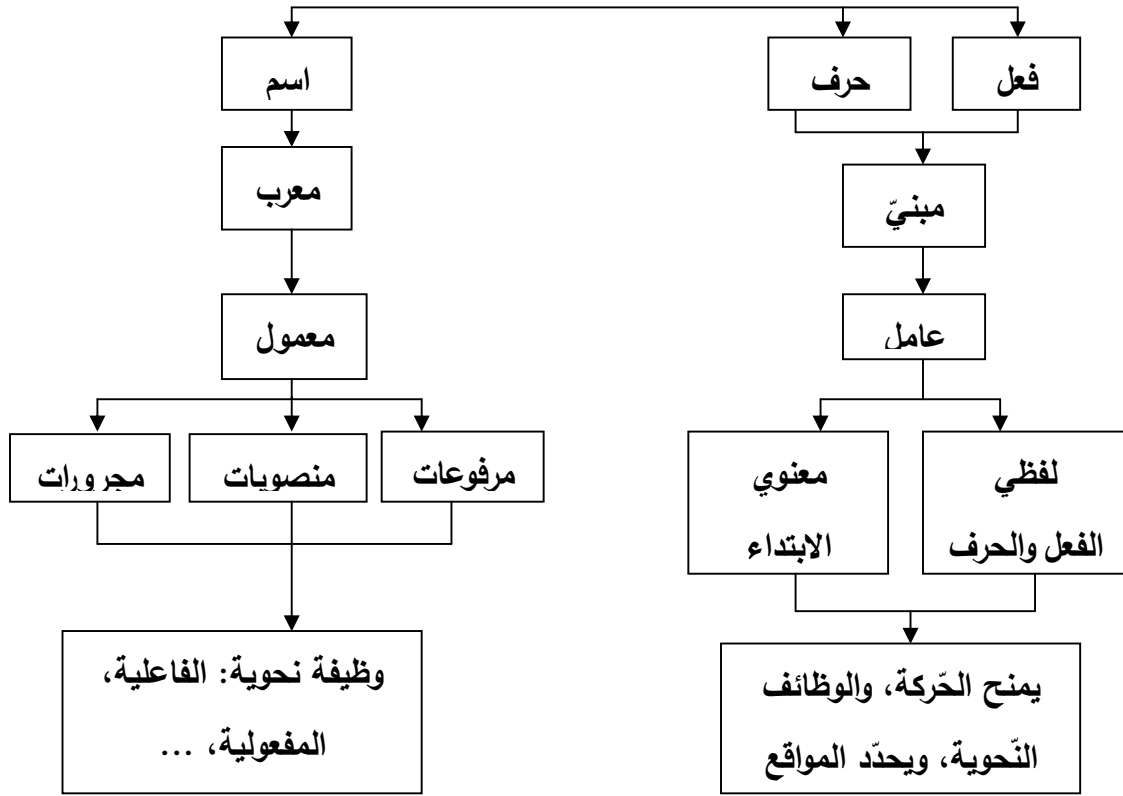 فعل
حرف
اسم
مبنيّ
معرب
عامل
معمول
لفظي
الفعل والحرف
معنوي
الابتداء
مرفوعات
منصوبات
مجرورات
يمنح الحّركة، والوظائف
النّحوية، ويحدّد المواقع
وظيفة نحوية: الفاعلية،
المفعولية، ...